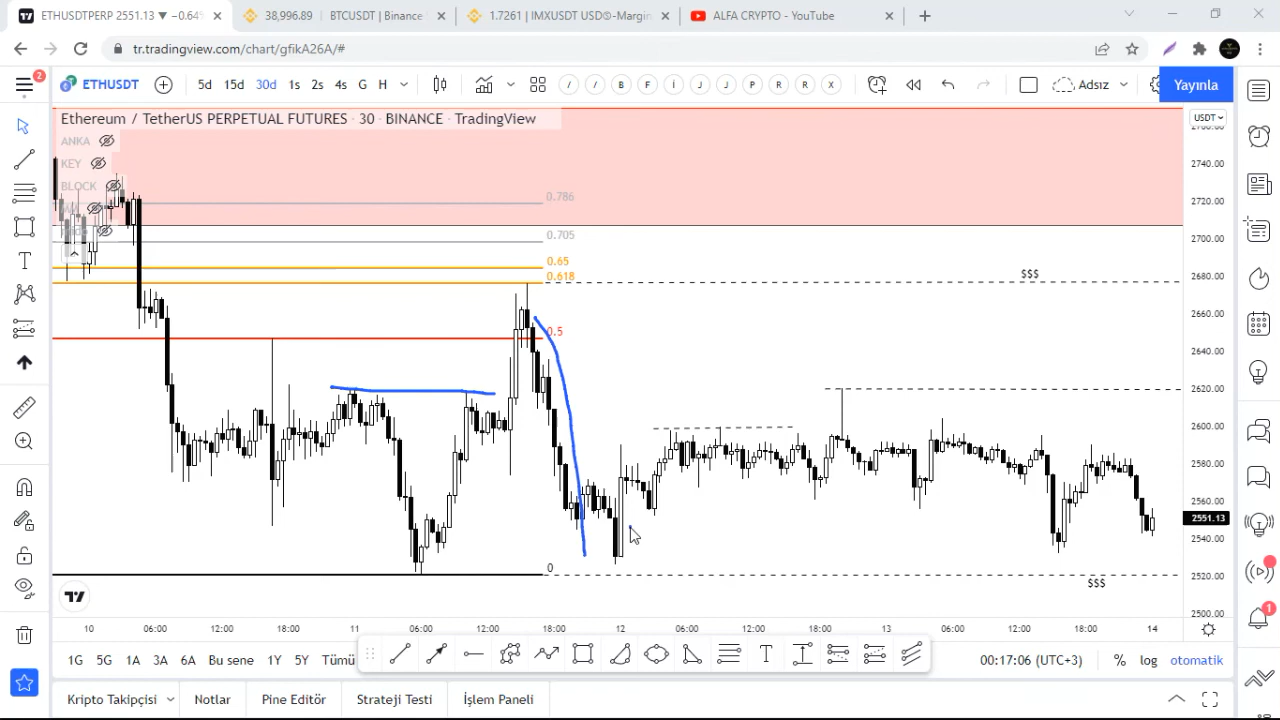 ETHUSDTPERP 2551.13 ▼ −0.64%
38,906.89 BTCUSDT | Binance
1.7261 | IMXUSDT USD®-Margin
ALFA CRYPTO - YouTube
tr.tradingview.com/chart/gfikA26A/#
2
ETHUSDT
5d 15d 30d 1s 2s 4s G H
B F İ J J P R R X
Adsız
Yayınla
Ethereum / TetherUS PERPETUAL FUTURES · 30 · BINANCE · TradingView
USDT
ANKA
KEY
BLOCK
0.786
0.705
0.65
0.618
0.5
0
$$$
$$$
2760.00
2740.00
2720.00
2700.00
2680.00
2660.00
2640.00
2620.00
2600.00
2580.00
2560.00
2551.13
2540.00
2520.00
2500.00
10 06:00 12:00 18:00 11 06:00 12:00 18:00 12 06:00 12:00 18:00 13 06:00 12:00 18:00 14
1G 5G 1A 3A 6A Bu sene 1Y 5Y Tümü
T
00:17:06 (UTC+3) % log otomatik
Kripto Takipçisi Notlar Pine Editör Strateji Testi İşlem Paneli
1